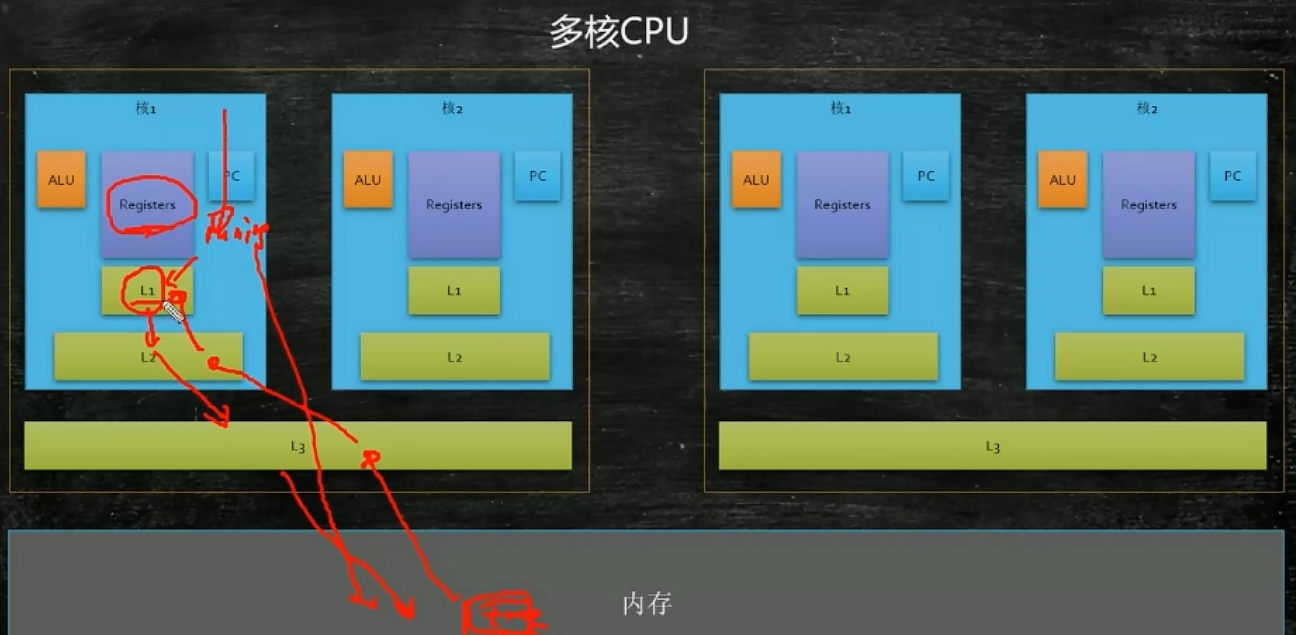 多核CPU
核1
核2
核1
核2
ALU
Registers
PC
ALU
Registers
PC
ALU
Registers
PC
ALU
Registers
PC
L1
L1
L1
L1
L2
L2
L2
L2
L3
L3
内存